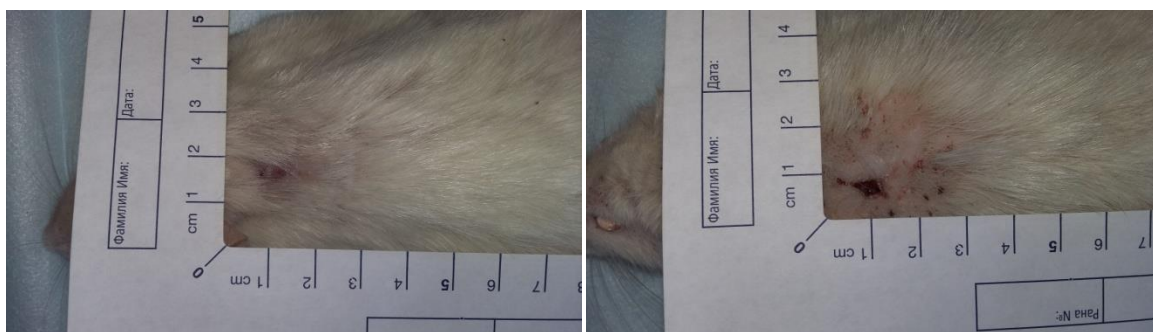 Фамилия Имя:
Дата:
cm 1 2 3 4 5
0
cm 1 2 3 4 5 6 7 8
Фамилия Имя:
Дата:
cm 1 2 3 4
0
cm 1 2 3 4 5 6 7
Рана №: